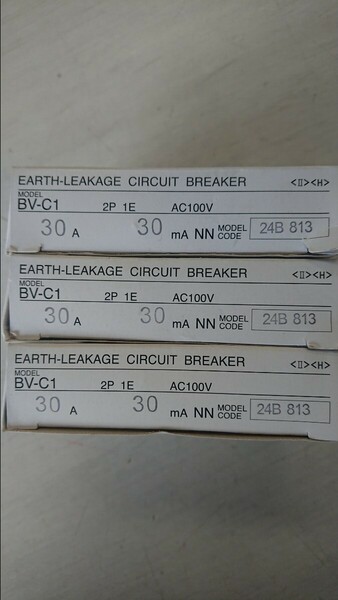 EARTH-LEAKAGE CIRCUIT BREAKER <II><H>
MODEL
BV-C1 2P 1E AC100V
30 A 30 mA NN MODEL CODE 24B 813
EARTH-LEAKAGE CIRCUIT BREAKER <II><H>
MODEL
BV-C1 2P 1E AC100V
30 A 30 mA NN MODEL CODE 24B 813
EARTH-LEAKAGE CIRCUIT BREAKER <II><H>
MODEL
BV-C1 2P 1E AC100V
30 A 30 mA NN MODEL CODE 24B 813